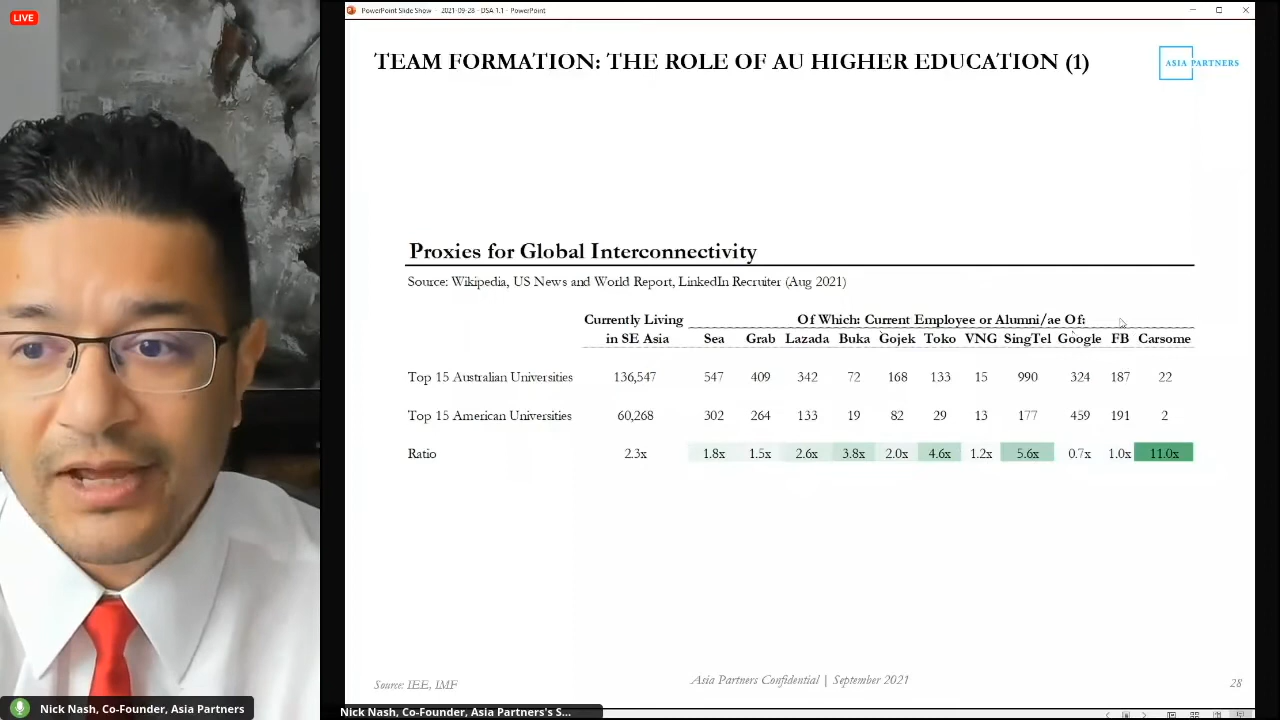 LIVE
PowerPoint Slide Show - 2021-09-28 - DSA 1.1 - PowerPoint
TEAM FORMATION: THE ROLE OF AU HIGHER EDUCATION (1)
ASIA PARTNERS
Proxies for Global Interconnectivity
Source: Wikipedia, US News and World Report, LinkedIn Recruiter (Aug 2021)
Currently Living Of Which: Current Employee or Alumni/ae Of:
in SE Asia Sea Grab Lazada Buka Gojek Toko VNG SingTel Google FB Carsome
Top 15 Australian Universities 136,547 547 409 342 72 168 133 15 990 324 187 22
Top 15 American Universities 60,268 302 264 133 19 82 29 13 177 459 191 2
Ratio 2.3x 1.8x 1.5x 2.6x 3.8x 2.0x 4.6x 1.2x 5.6x 0.7x 1.0x 11.0x
Source: IEE, IMF
Asia Partners Confidential | September 2021
28
Nick Nash, Co-Founder, Asia Partners
Nick Nash, Co-Founder, Asia Partners's S...